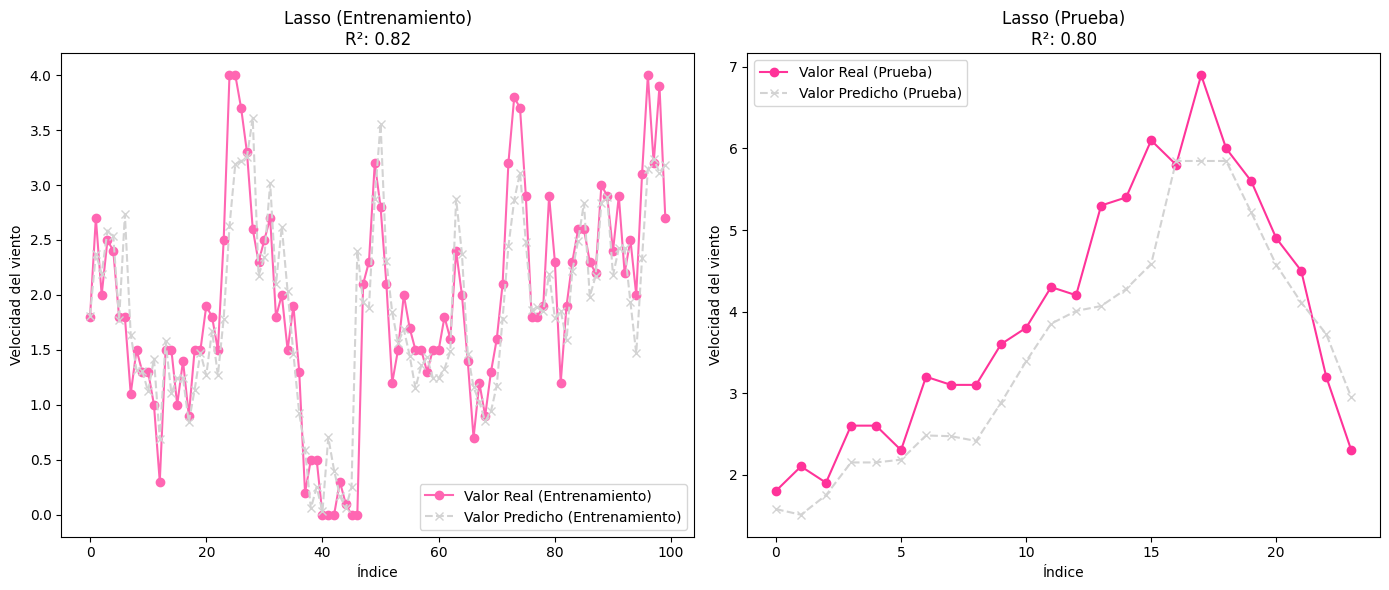 Lasso (Entrenamiento)
R²: 0.82
Velocidad del viento
4.0
3.5
3.0
2.5
2.0
1.5
1.0
0.5
0.0
Valor Real (Entrenamiento)
Valor Predicho (Entrenamiento)
0 20 40 60 80 100
Índice
Lasso (Prueba)
R²: 0.80
Velocidad del viento
7
6
5
4
3
2
Valor Real (Prueba)
Valor Predicho (Prueba)
0 5 10 15 20
Índice